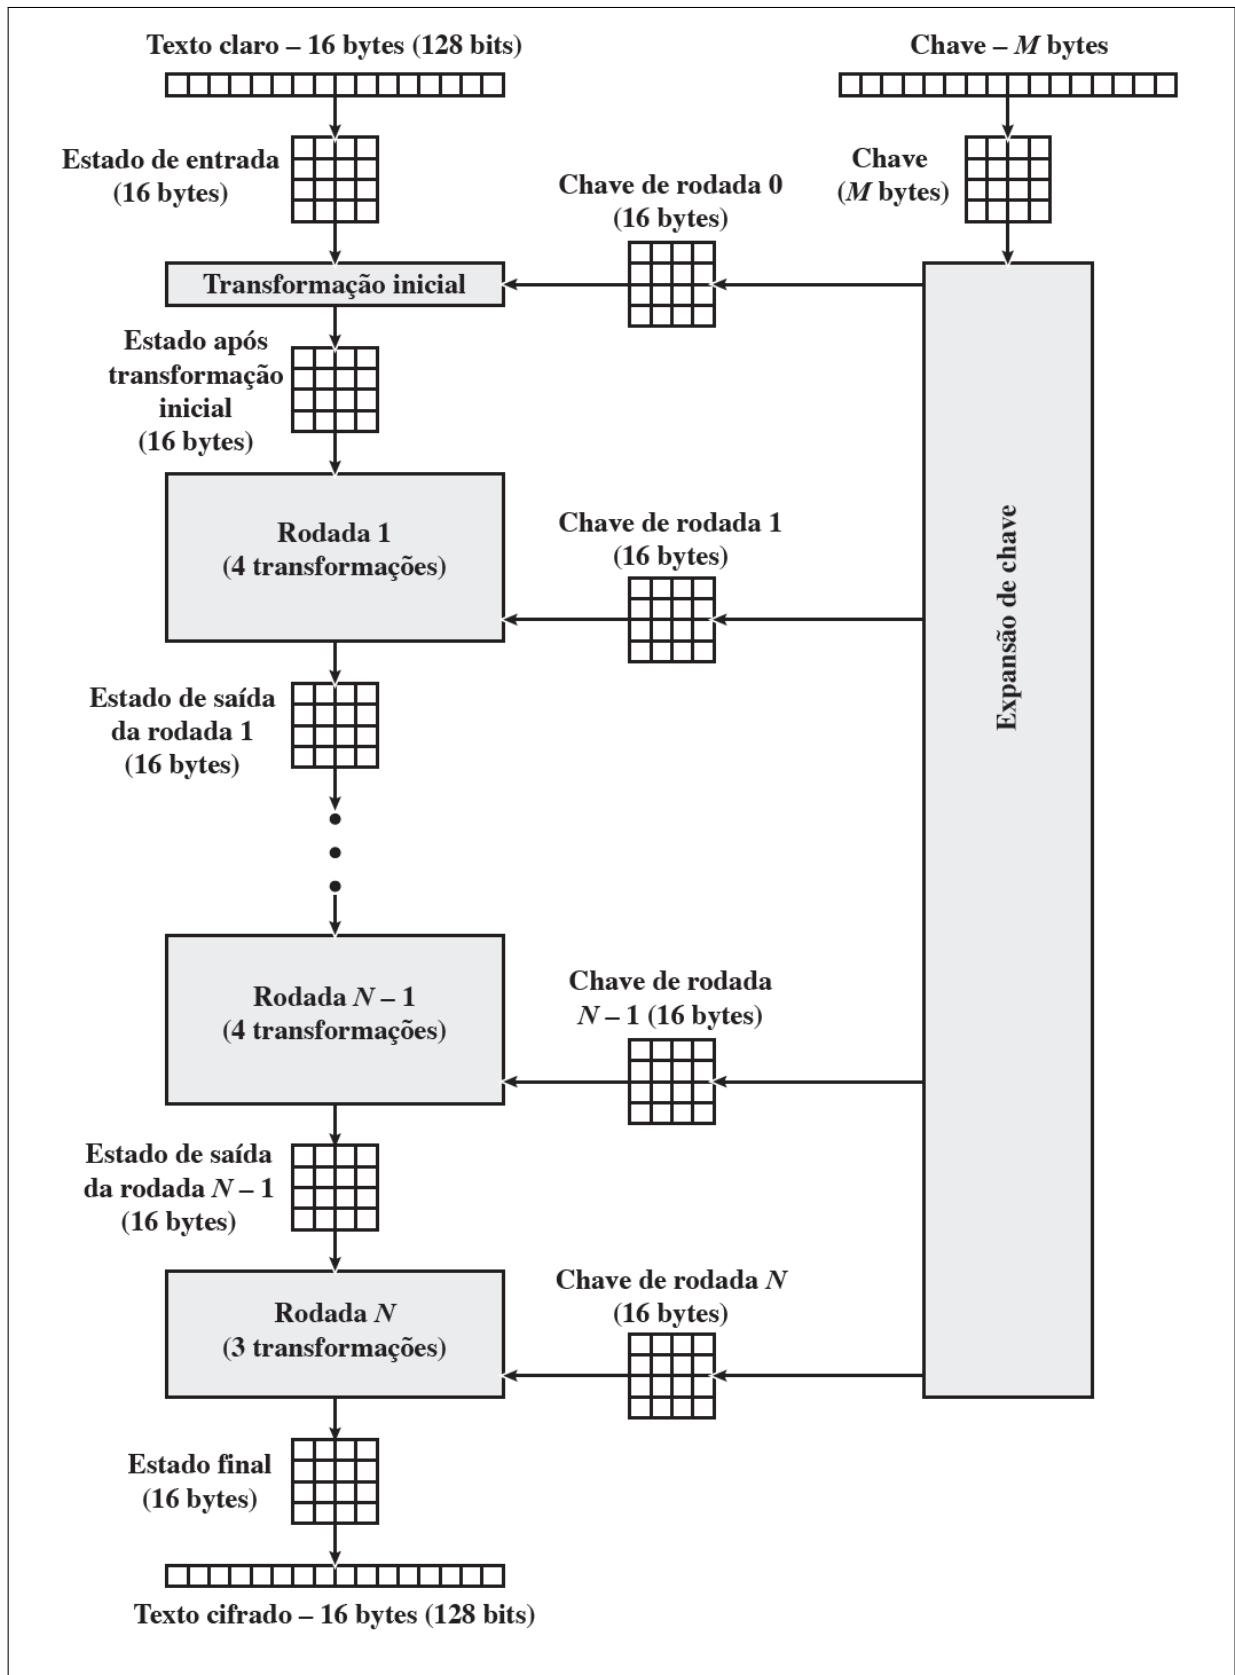 Texto claro – 16 bytes (128 bits)
Chave – M bytes
Estado de entrada
(16 bytes)
Chave de rodada 0
(16 bytes)
Chave
(M bytes)
Transformação inicial
Estado após
transformação
inicial
(16 bytes)
Rodada 1
(4 transformações)
Chave de rodada 1
(16 bytes)
Expansão de chave
Estado de saída
da rodada 1
(16 bytes)
Rodada N – 1
(4 transformações)
Chave de rodada
N – 1 (16 bytes)
Estado de saída
da rodada N – 1
(16 bytes)
Rodada N
(3 transformações)
Chave de rodada N
(16 bytes)
Estado final
(16 bytes)
Texto cifrado – 16 bytes (128 bits)